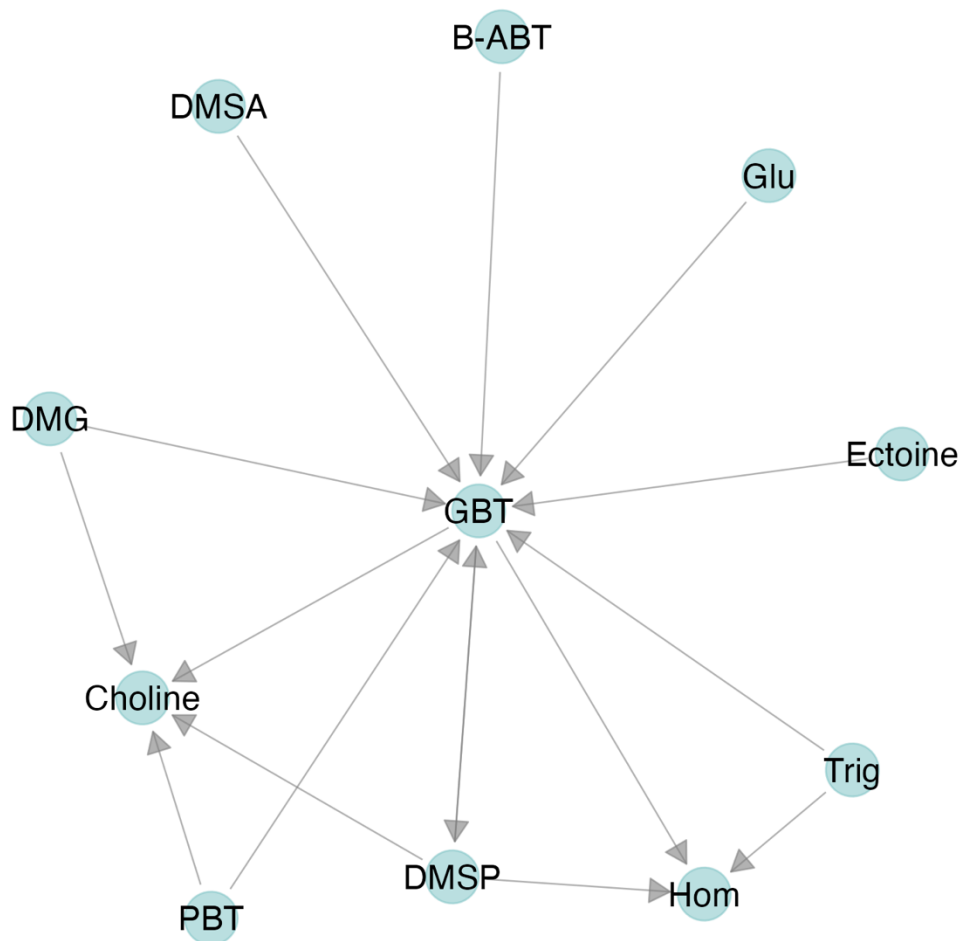 B-ABT
DMSA
Glu
DMG
Ectoine
GBT
Choline
Trig
DMSP
Hom
PBT